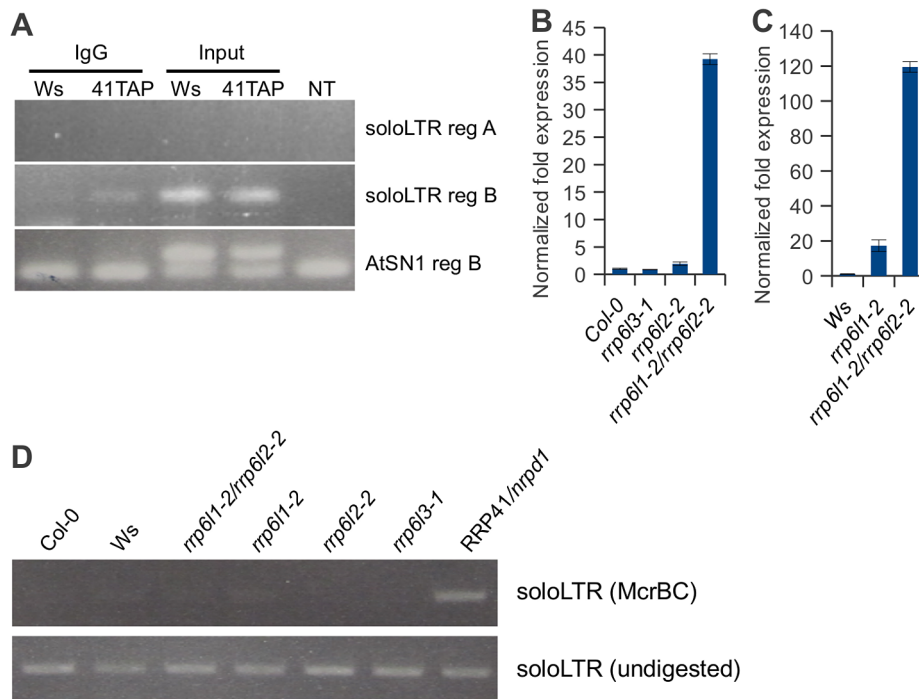 A
IgG Input
Ws 41TAP Ws 41TAP NT
soloLTR reg A
soloLTR reg B
AtSN1 reg B
B
Normalized fold expression
45
40
35
30
25
20
15
10
5
0
Col-0
rrp6l3-1
rrp6l2-2
rrp6l1-2/rrp6l2-2
C
Normalized fold expression
140
120
100
80
60
40
20
0
Ws
rrp6l1-2
rrp6l1-2/rrp6l2-2
D
Col-0
Ws
rrp6l1-2/rrp6l2-2
rrp6l1-2
rrp6l2-2
rrp6l3-1
RRP41/nrpd1
soloLTR (McrBC)
soloLTR (undigested)